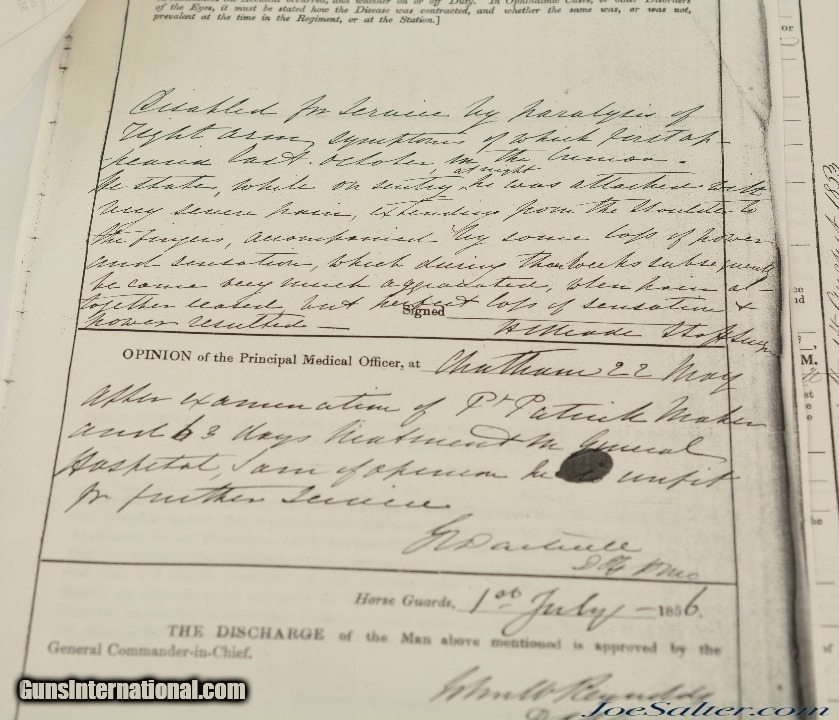 of the Eyes, it must be stated how the Disease was contracted, and whether the same was, or was not,
prevalent at the time in the Regiment, or at the Station.]
Disabled for Service by paralysis of
right arm, symptoms of which first ap-
peared last October in the Crimea.
He states, while on sentry at night, he was attacked with
very severe pain, extending from the shoulder to
the fingers, accompanied by some loss of power
and sensation, which during the weeks subsequently
became very much aggravated, when pain al-
together ceased, but perfect loss of sensation &
power resulted —
Signed
OPINION of the Principal Medical Officer, at Chatham 22 May
After examination of Pt Patrick Maher
and 63 days treatment in General
Hospital, I am of opinion he is unfit
for further Service
Horse Guards, 1st July - 1856.
THE DISCHARGE of the Man above mentioned is approved by the
General Commander-in-Chief.
GunsInternational.com
JoeSalter.com